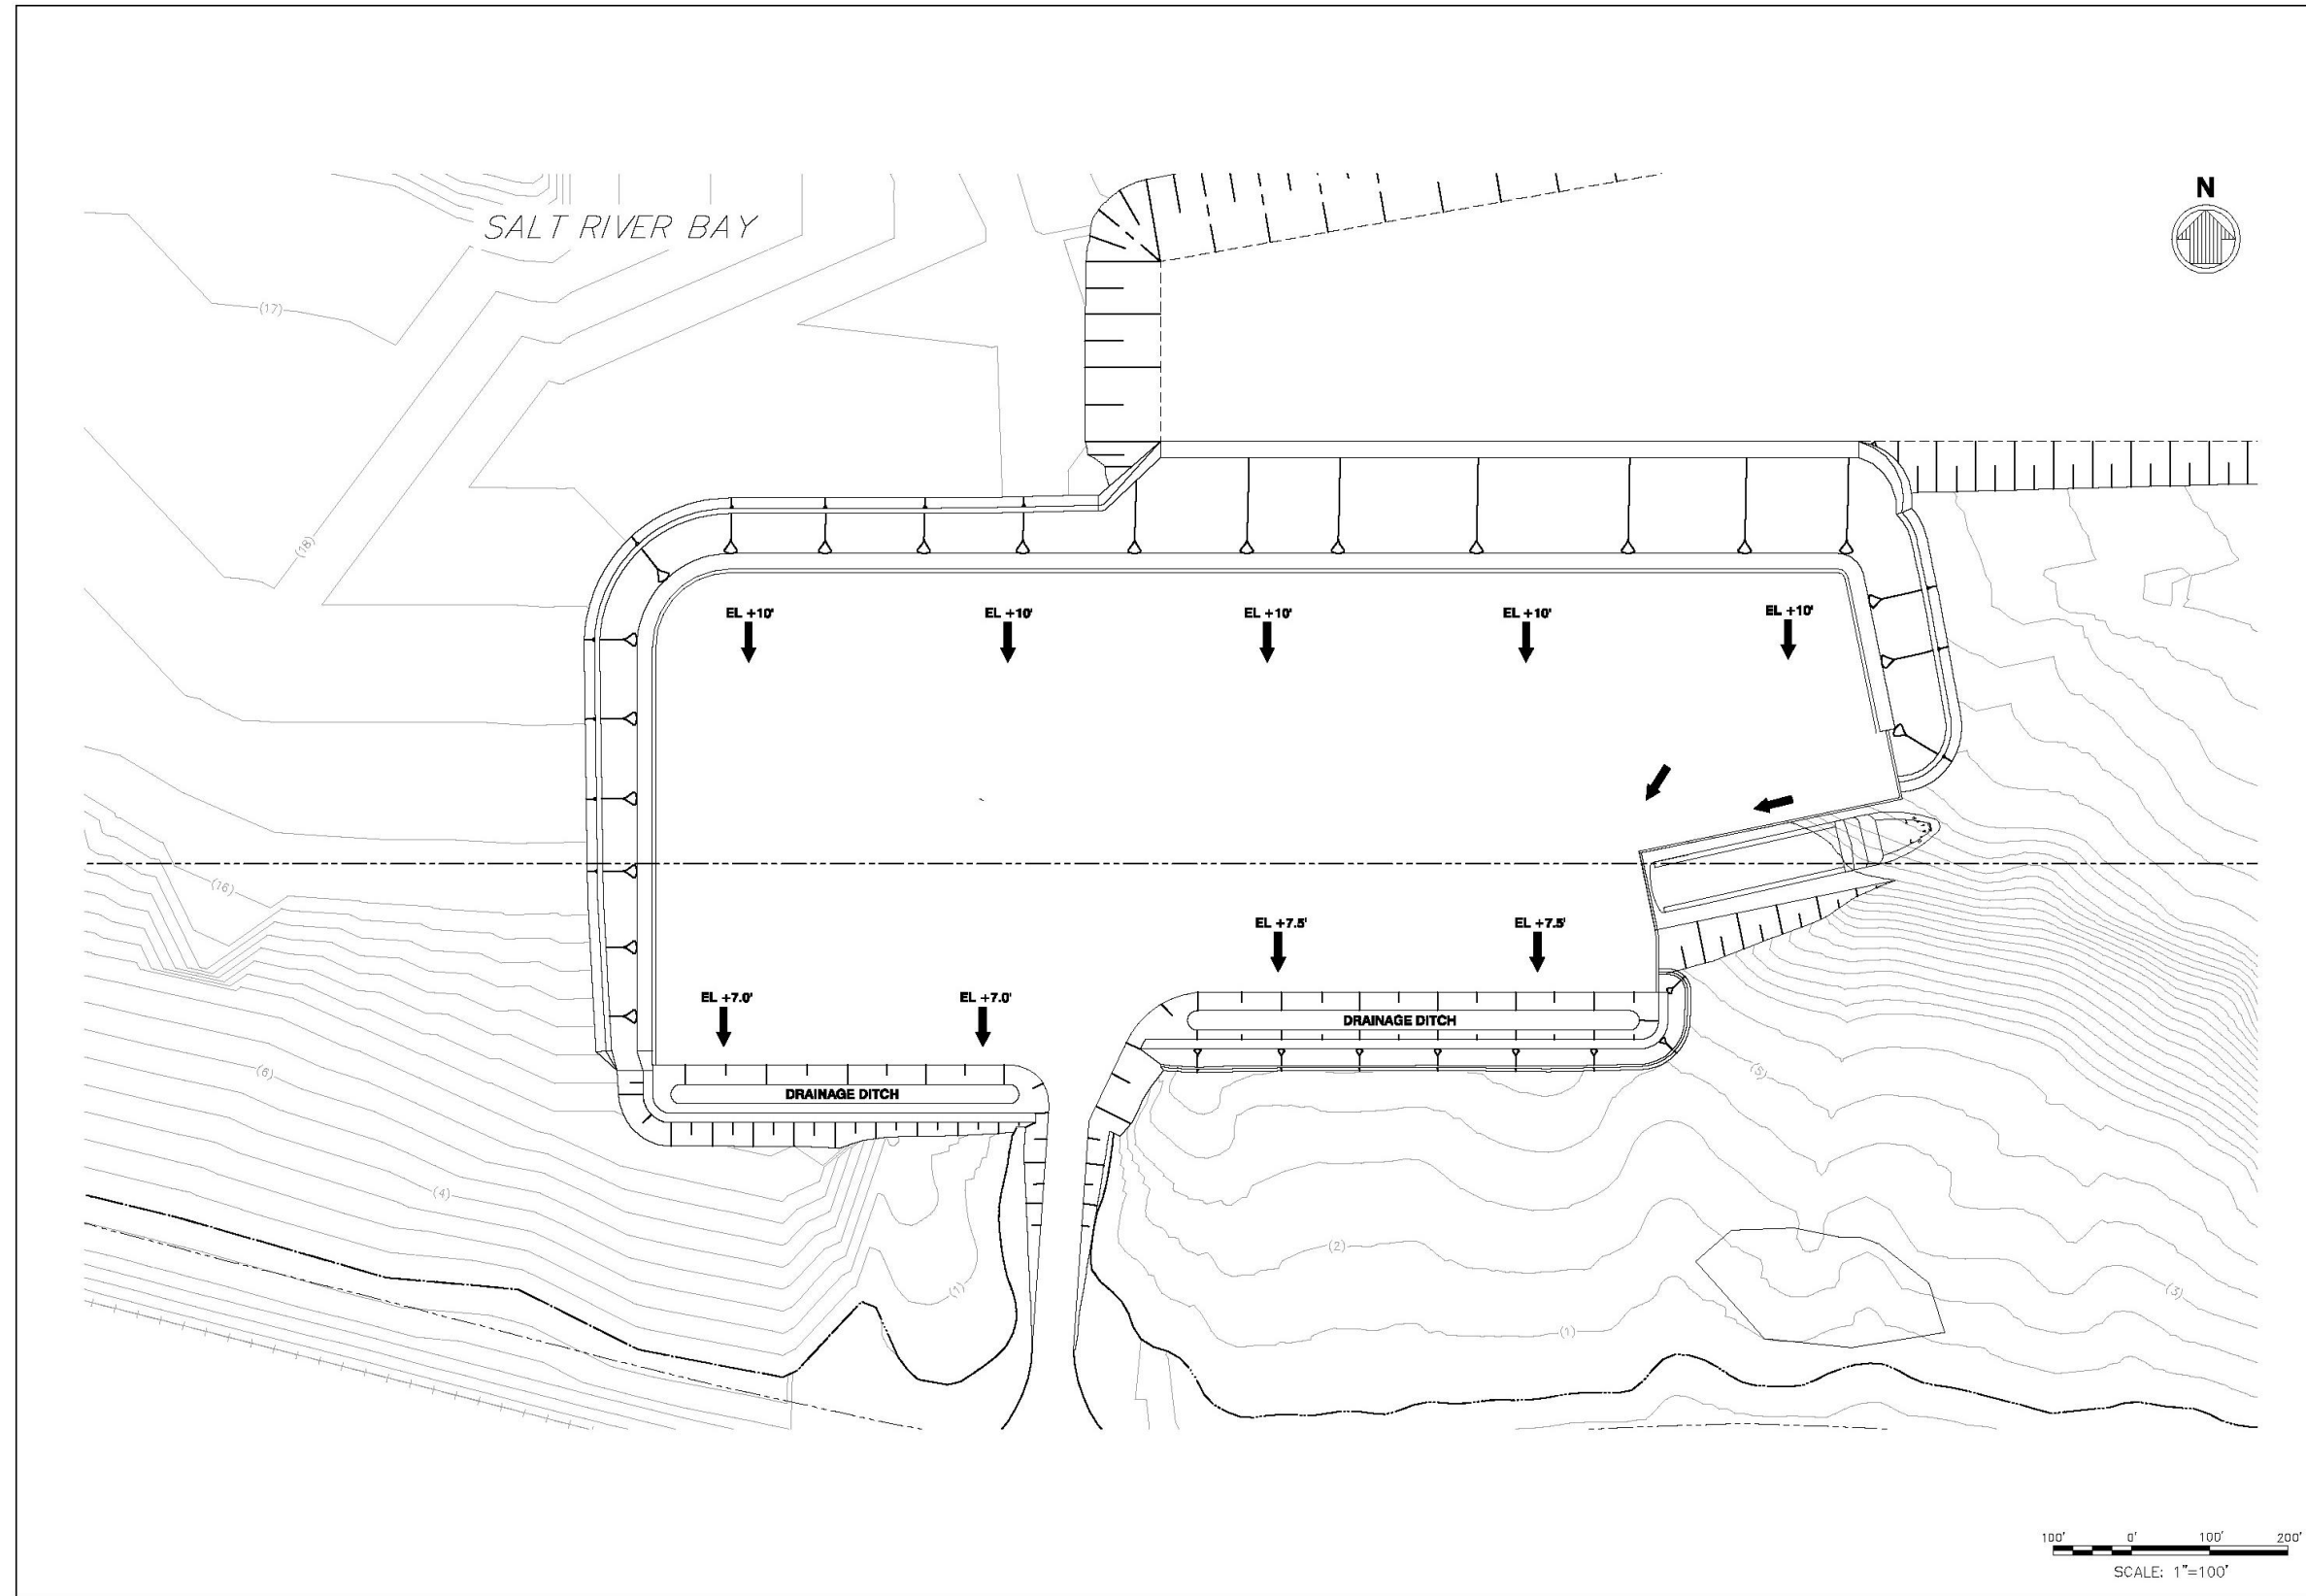 N
SALT RIVER BAY
(17)
(18)
EL +10'
EL +10'
EL +10'
EL +10'
EL +10'
(16)
EL +7.5'
EL +7.5'
EL +7.0'
EL +7.0'
DRAINAGE DITCH
(6)
(5)
DRAINAGE DITCH
(4)
(2)
(1)
(3)
(1)
100'
0'
100'
200'
SCALE: 1"=100'